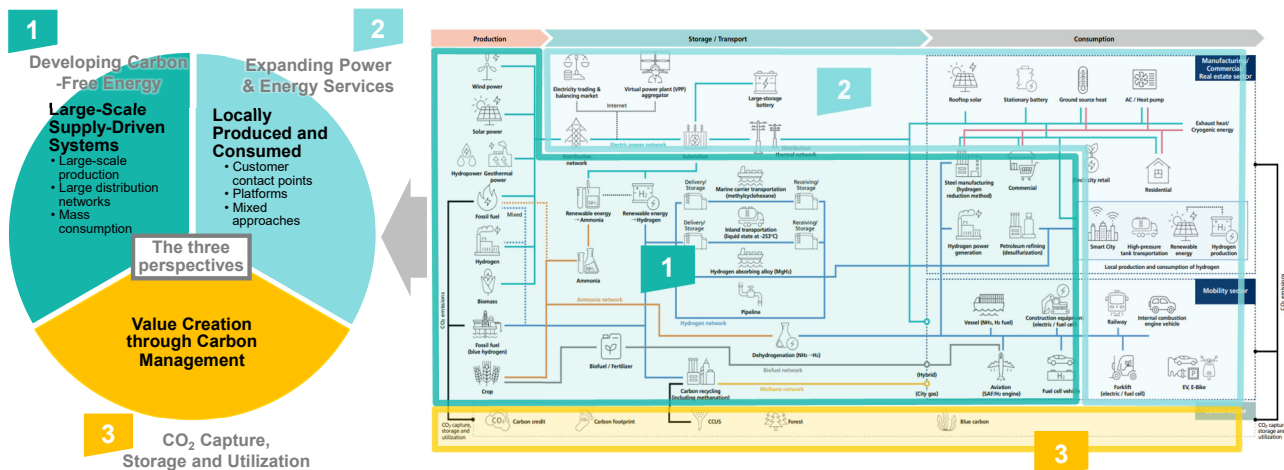 1
2
Developing Carbon
-Free Energy
Expanding Power
& Energy Services
Large-Scale
Supply-Driven
Systems
• Large-scale
production
• Large distribution
networks
• Mass
consumption
Locally
Produced and
Consumed
• Customer
contact points
• Platforms
• Mixed
approaches
The three
perspectives
Value Creation
through Carbon
Management
3
CO₂ Capture,
Storage and Utilization
Production
Storage / Transport
Consumption
Wind power
Solar power
Hydropower Geothermal
power
Fossil fuel
Mixed
Hydrogen
Biomass
Fossil fuel
(blue hydrogen)
Crop
CO₂ emissions
Electricity trading &
balancing market
Virtual power plant (VPP)
aggregator
Internet
Large-storage
battery
2
Distribution
network
Electric power network
Substation
Distribution
thermal network
Renewable energy
→Ammonia
Renewable energy
→Hydrogen
Ammonia
Ammonia network
Delivery/
Storage
Marine carrier transportation
(methylcyclohexane)
Receiving/
Storage
Delivery/
Storage
Inland transportation
(liquid state at -253°C)
Receiving/
Storage
1
Hydrogen absorbing alloy (MgH₂)
Pipeline
Hydrogen network
Dehydrogenation (NH₃→H₂)
Biofuel / Fertilizer
Biofuel network
Carbon recycling
(including methanation)
Methane network
(Hybrid)
(City gas)
Manufacturing/
Commercial/
Real estate sector
Rooftop solar
Stationary battery
Ground source heat
AC / Heat pump
Exhaust heat/
Cryogenic energy
Steel manufacturing
(hydrogen
reduction method)
Commercial
Electricity retail
Residential
Hydrogen power
generation
Petroleum refining
(desulfurization)
Smart City
High-pressure
tank transportation
Renewable
energy
Hydrogen
production
Local production and consumption of hydrogen
Mobility sector
Vessel (NH₃, H₂ fuel)
Construction equipment
(electric / fuel cell)
Railway
Internal combustion
engine vehicle
Aviation
(SAF/H₂ engine)
Fuel cell vehicle
Forklift
(electric / fuel cell)
EV, E-Bike
CO₂ emissions
CO₂ capture,
storage and
utilization
Carbon credit
Carbon footprint
CCUS
Forest
Blue carbon
3
CO₂ capture,
storage and
utilization